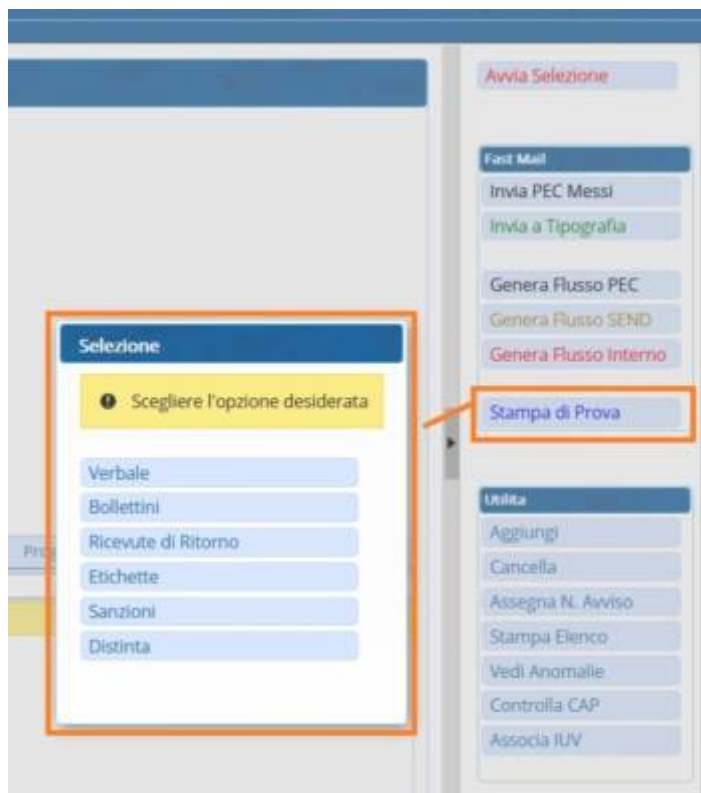 Avvia Selezione
Fast Mail
Invia PEC Messi
Invia a Tipografia
Genera Flusso PEC
Genera Flusso SEND
Genera Flusso Interno
Stampa di Prova
Selezione
Scegliere l'opzione desiderata
Verbale
Bollettini
Ricevute di Ritorno
Etichette
Sanzioni
Distinta
Utilita
Aggiungi
Cancella
Assegna N. Avviso
Stampa Elenco
Vedi Anomalie
Controlla CAP
Associa IUV